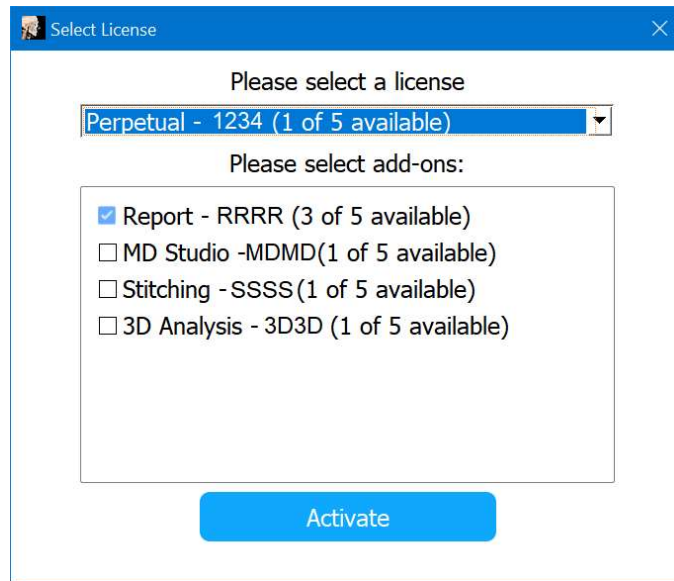 Select License
Please select a license
Perpetual - 1234 (1 of 5 available)
Please select add-ons:
Report - RRRR (3 of 5 available)
MD Studio -MDMD(1 of 5 available)
Stitching -SSSS(1 of 5 available)
3D Analysis - 3D3D (1 of 5 available)
Activate